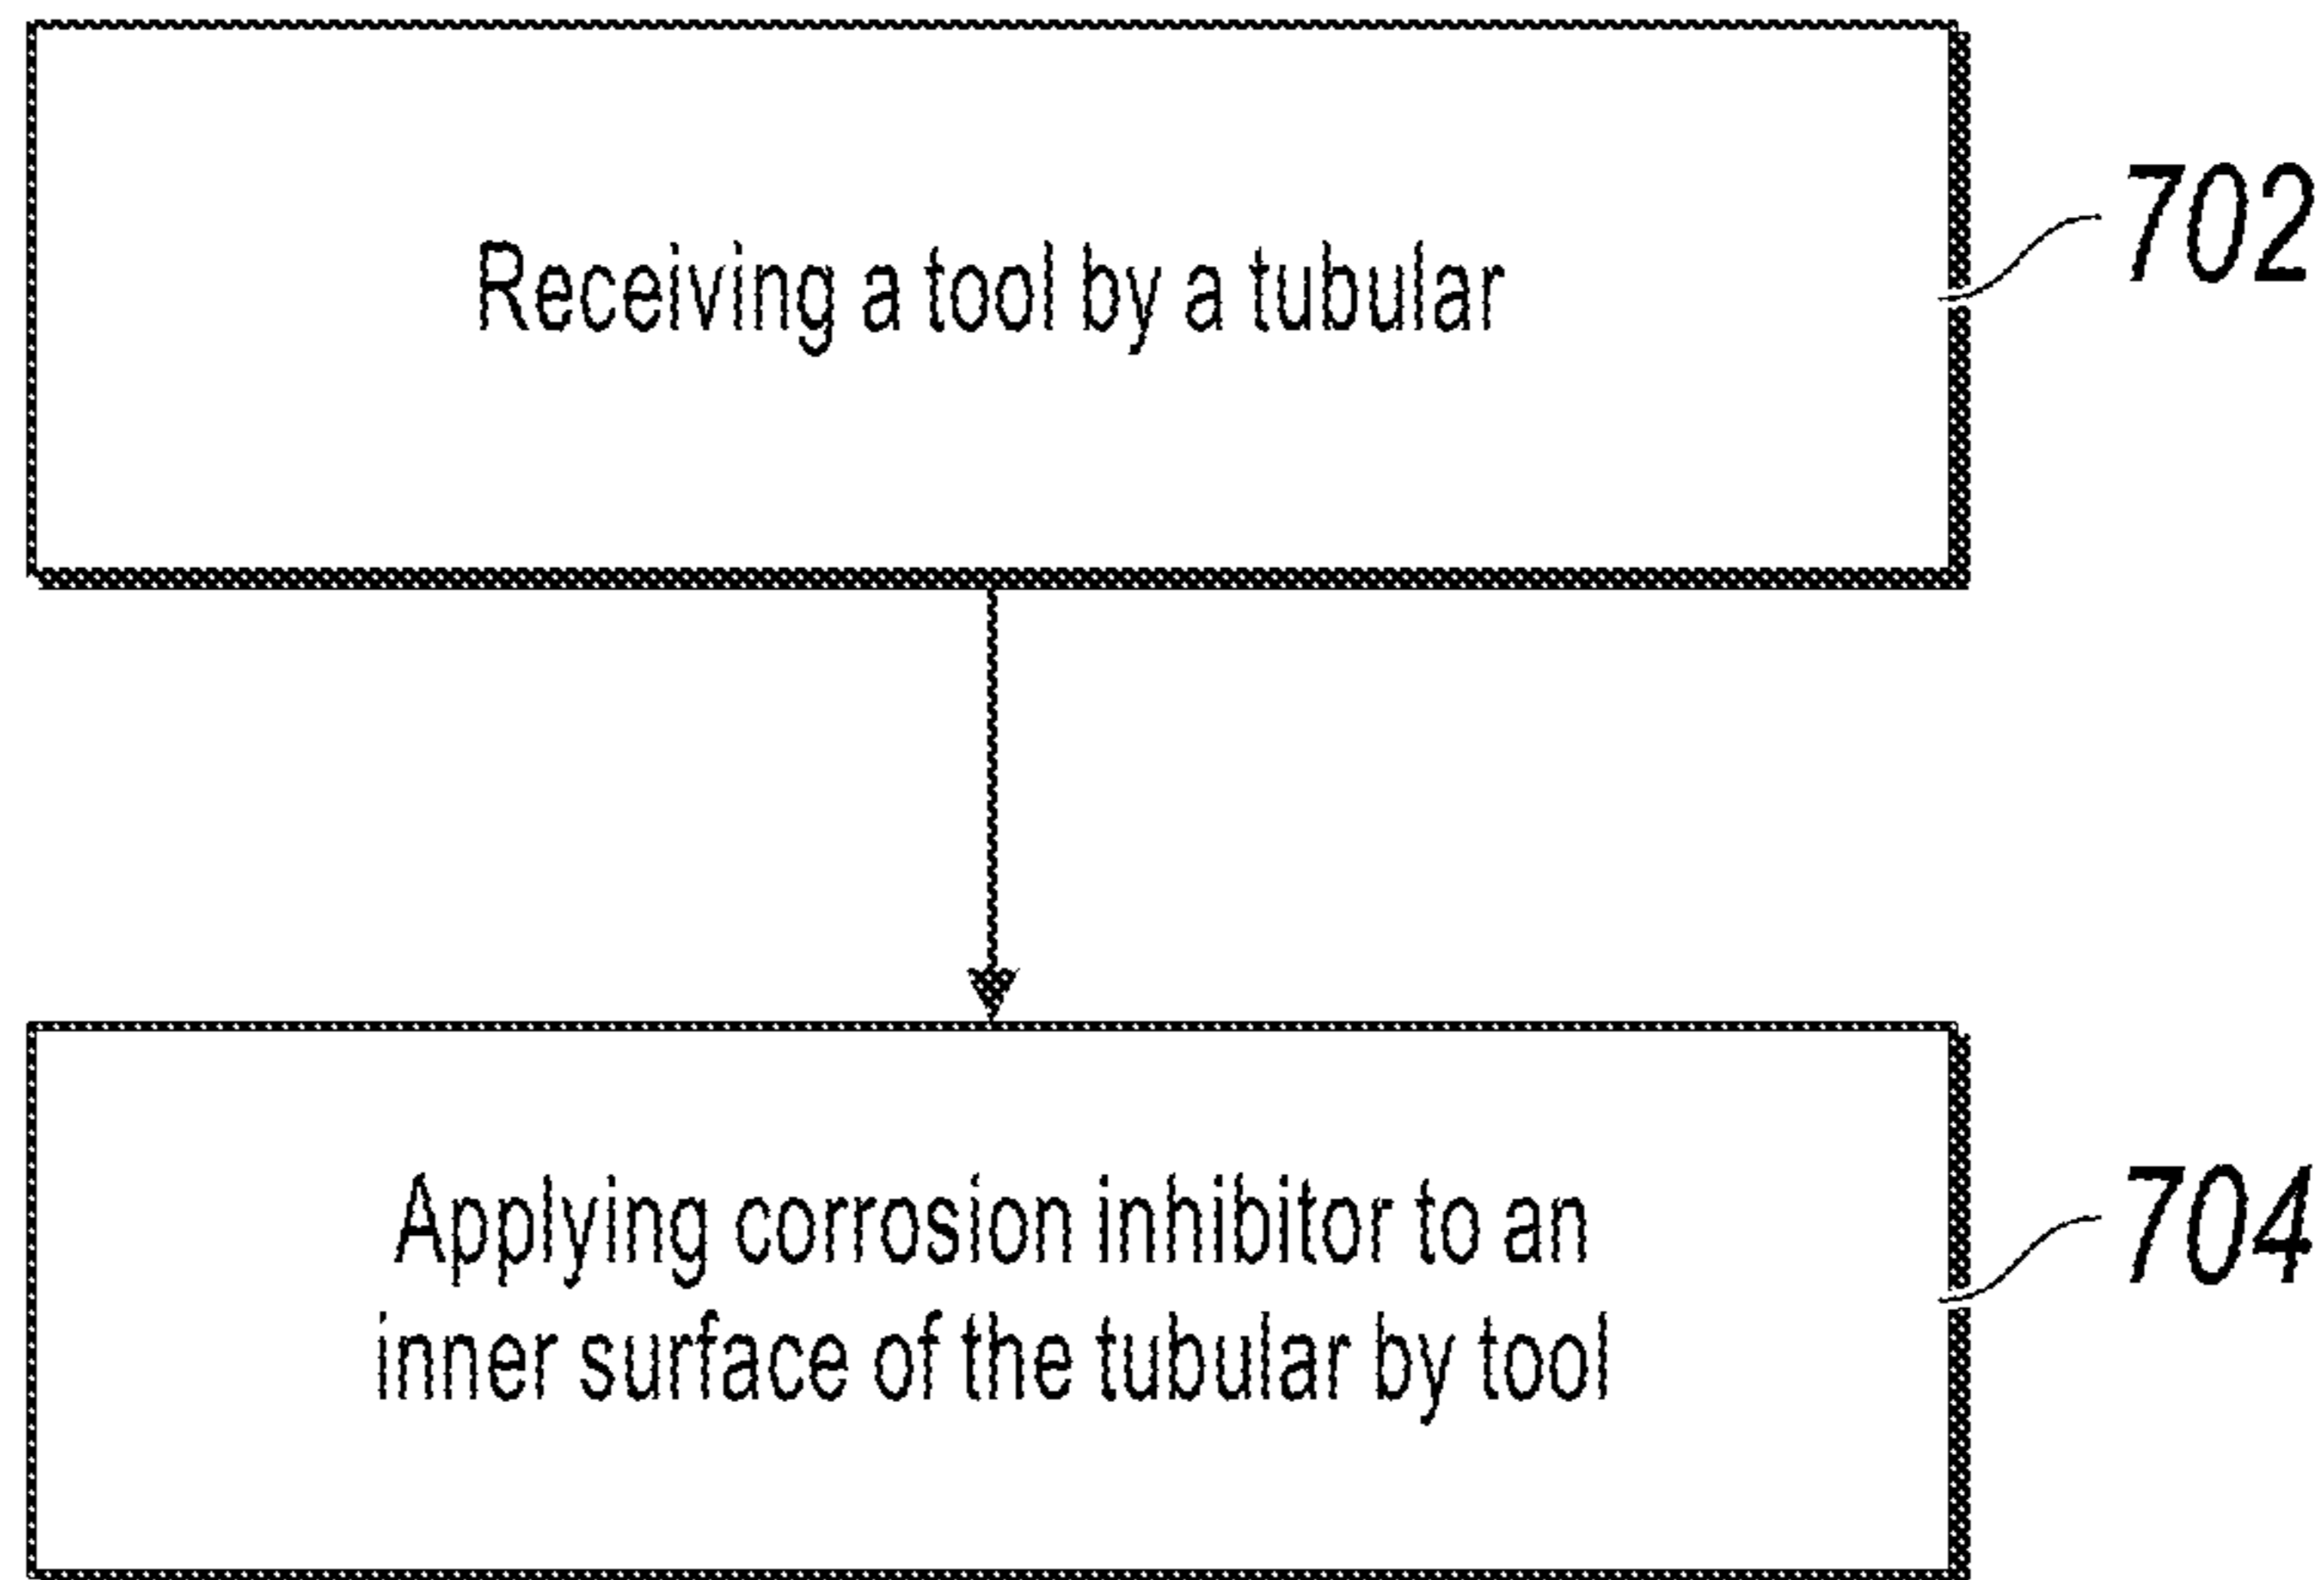 Receiving a tool by a tubular
702
Applying corrosion inhibitor to an
inner surface of the tubular by tool
704